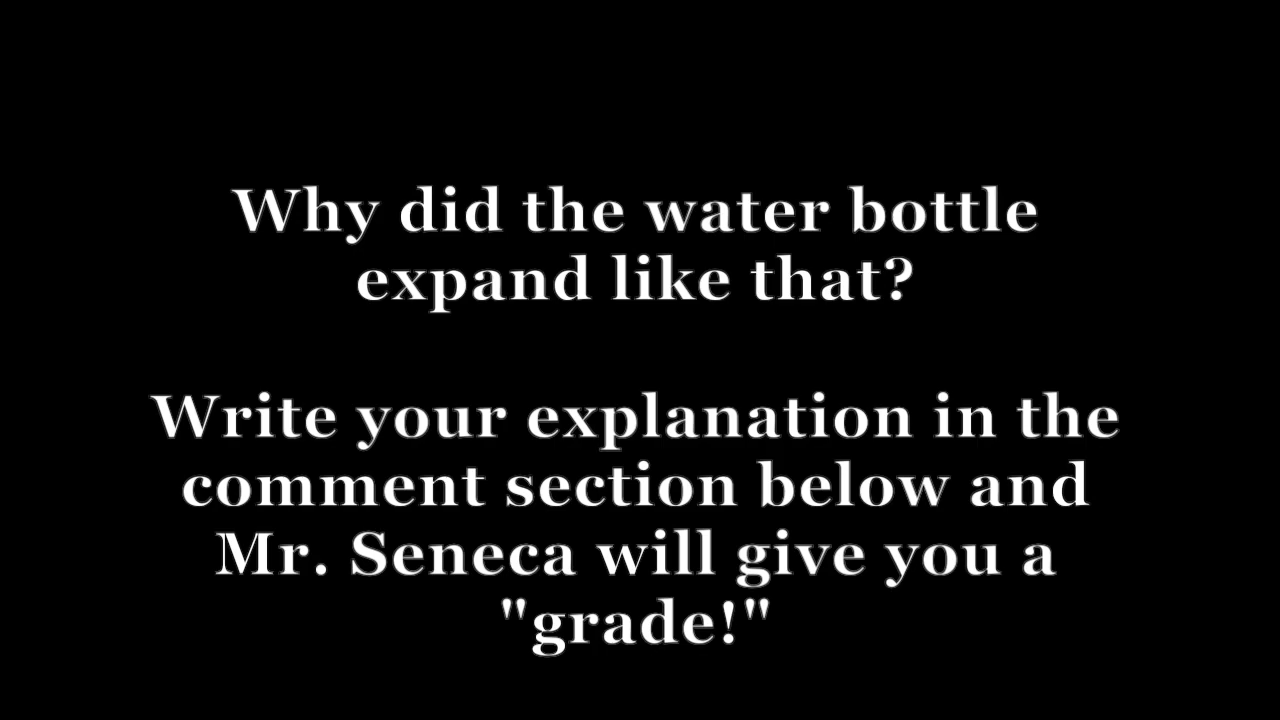 Why did the water bottle
expand like that?
Write your explanation in the
comment section below and
Mr. Seneca will give you a
"grade!"